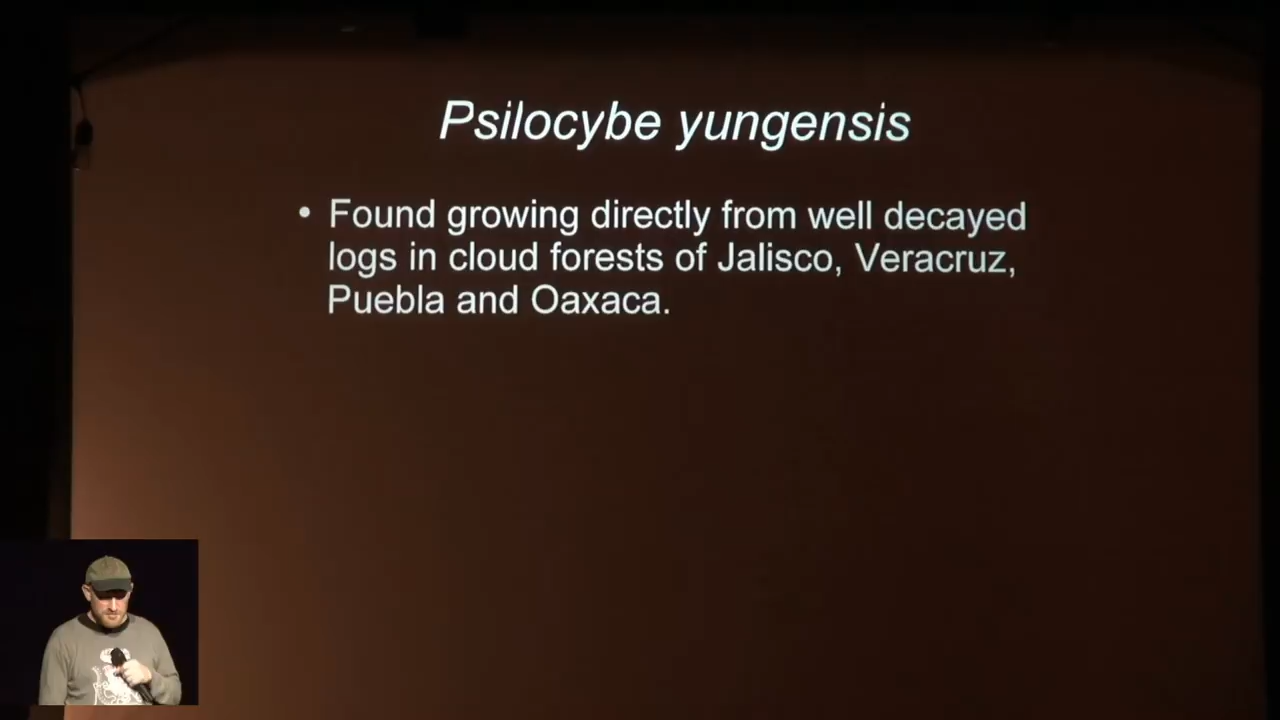 Psilocybe yungensis
• Found growing directly from well decayed
logs in cloud forests of Jalisco, Veracruz,
Puebla and Oaxaca.